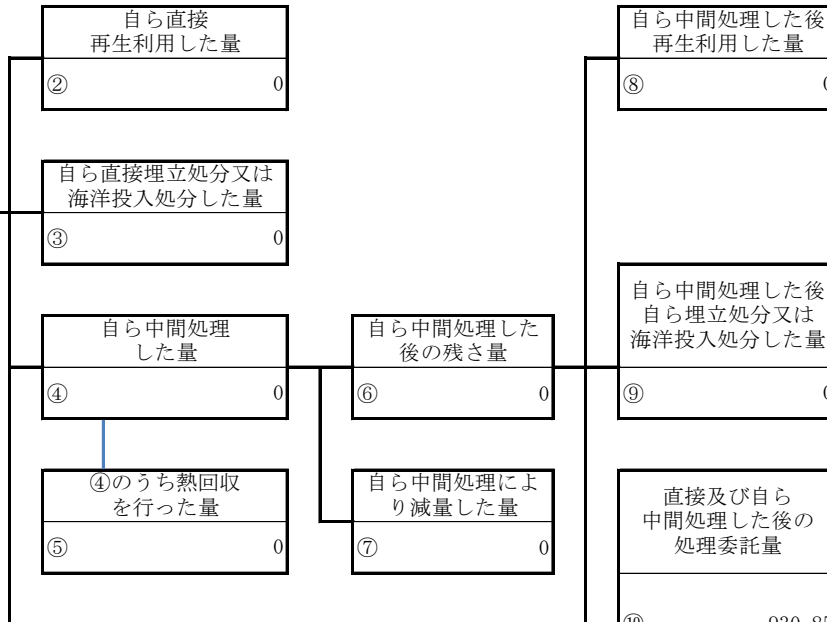 自ら直接
再生利用した量
② 0
自ら直接埋立処分又は
海洋投入処分した量
③ 0
自ら中間処理
した量
④ 0
④のうち熱回収
を行った量
⑤ 0
自ら中間処理した
後の残さ量
⑥ 0
自ら中間処理によ
り減量した量
⑦ 0
自ら中間処理した後
再生利用した量
⑧ 0
自ら中間処理した後
自ら埋立処分又は
海洋投入処分した量
⑨ 0
直接及び自ら
中間処理した後の
処理委託量
⑩